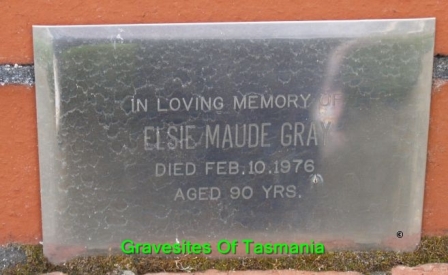 IN LOVING MEMORY OF
ELSIE MAUDE GRAY
DIED FEB.10.1976
AGED 90 YRS.
Gravesites Of Tasmania